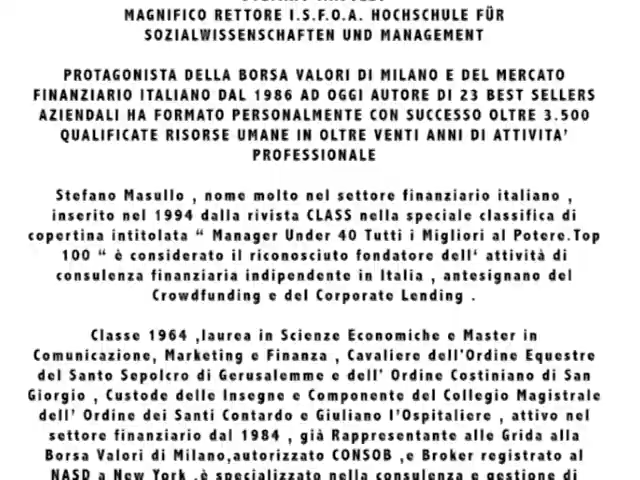 MAGNIFICO RETTORE I.S.F.O.A. HOCHSCHULE FÜR
SOZIALWISSENSCHAFTEN UND MANAGEMENT
PROTAGONISTA DELLA BORSA VALORI DI MILANO E DEL MERCATO
FINANZIARIO ITALIANO DAL 1986 AD OGGI AUTORE DI 23 BEST SELLERS
AZIENDALI HA FORMATO PERSONALMENTE CON SUCCESSO OLTRE 3.500
QUALIFICATE RISORSE UMANE IN OLTRE VENTI ANNI DI ATTIVITA'
PROFESSIONALE
Stefano Masullo , nome molto nel settore finanziario italiano ,
inserito nel 1994 dalla rivista CLASS nella speciale classifica di
copertina intitolata “ Manager Under 40 Tutti i Migliori al Potere.Top
100 “ è considerato il riconosciuto fondatore dell‘ attività di
consulenza finanziaria indipendente in Italia , antesignano del
Crowdfunding e del Corporate Lending .
Classe 1964 ,laurea in Scienze Economiche e Master in
Comunicazione, Marketing e Finanza , Cavaliere dell'Ordine Equestre
del Santo Sepolcro di Gerusalemme e dell' Ordine Costiniano di San
Giorgio , Custode delle Insegne e Componente del Collegio Magistrale
dell' Ordine dei Santi Contardo e Giuliano l'Ospitaliere , attivo nel
settore finanziario dal 1984 , già Rappresentante alle Grida alla
Borsa Valori di Milano,autorizzato CONSOB ,e Broker registrato al
NASD a New York ,è specializzato nella consulenza e gestione di